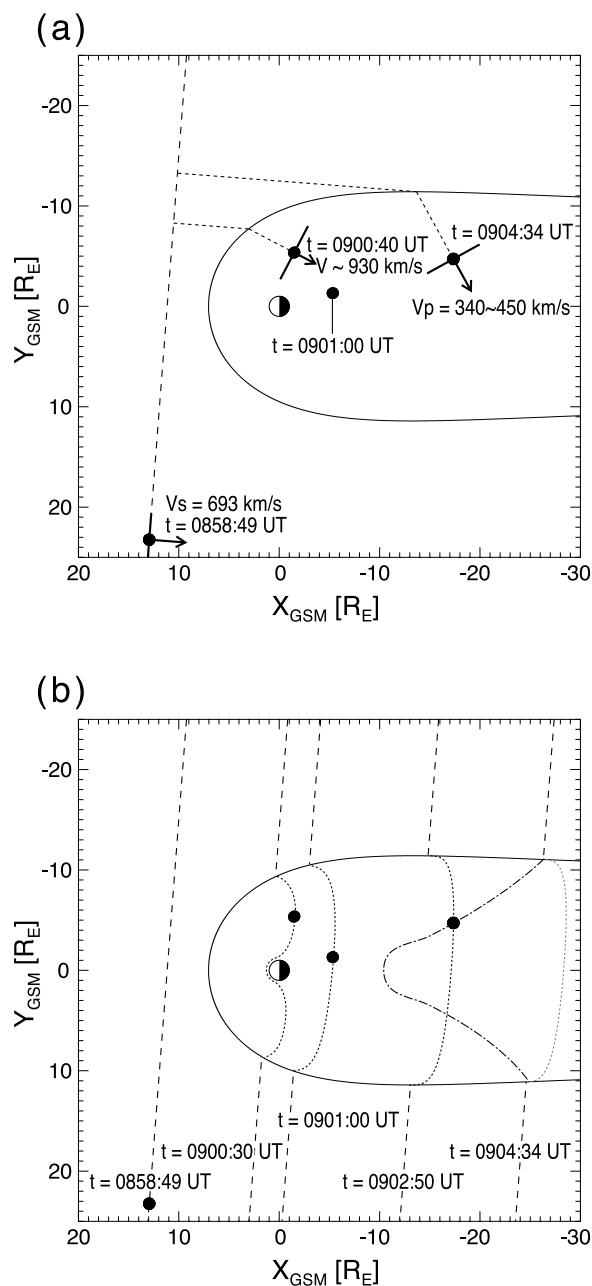 (a)
-20
-10
0
10
20
Y_GSM [R_E]
t = 0900:40 UT
V ~ 930 km/s
t = 0904:34 UT
Vp = 340~450 km/s
t = 0901:00 UT
Vs = 693 km/s
t = 0858:49 UT
20 10 0 -10 -20 -30
X_GSM [R_E]
(b)
-20
-10
0
10
20
Y_GSM [R_E]
t = 0901:00 UT
t = 0900:30 UT t = 0902:50 UT t = 0904:34 UT
t = 0858:49 UT
20 10 0 -10 -20 -30
X_GSM [R_E]